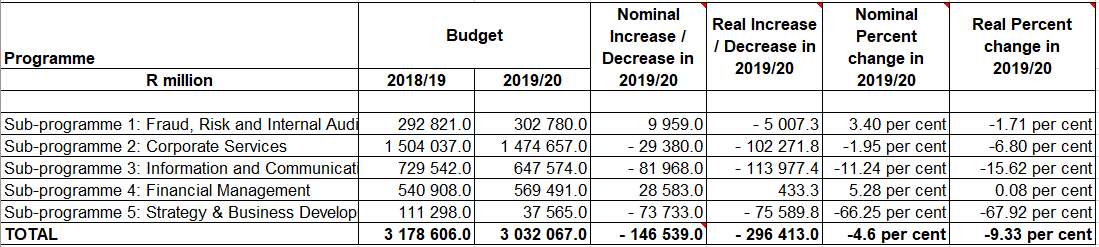 Programme Budget Nominal Increase / Decrease in 2019/20 Real Increase / Decrease in 2019/20 Nominal Percent change in 2019/20 Real Percent change in 2019/20
R million 2018/19 2019/20
Sub-programme 1: Fraud, Risk and Internal Audi 292 821.0 302 780.0 9 959.0 - 5 007.3 3.40 per cent -1.71 per cent
Sub-programme 2: Corporate Services 1 504 037.0 1 474 657.0 - 29 380.0 - 102 271.8 -1.95 per cent -6.80 per cent
Sub-programme 3: Information and Communicati 729 542.0 647 574.0 - 81 968.0 - 113 977.4 -11.24 per cent -15.62 per cent
Sub-programme 4: Financial Management 540 908.0 569 491.0 28 583.0 433.3 5.28 per cent 0.08 per cent
Sub-programme 5: Strategy & Business Develop 111 298.0 37 565.0 - 73 733.0 - 75 589.8 -66.25 per cent -67.92 per cent
TOTAL 3 178 606.0 3 032 067.0 - 146 539.0 - 296 413.0 -4.6 per cent -9.33 per cent